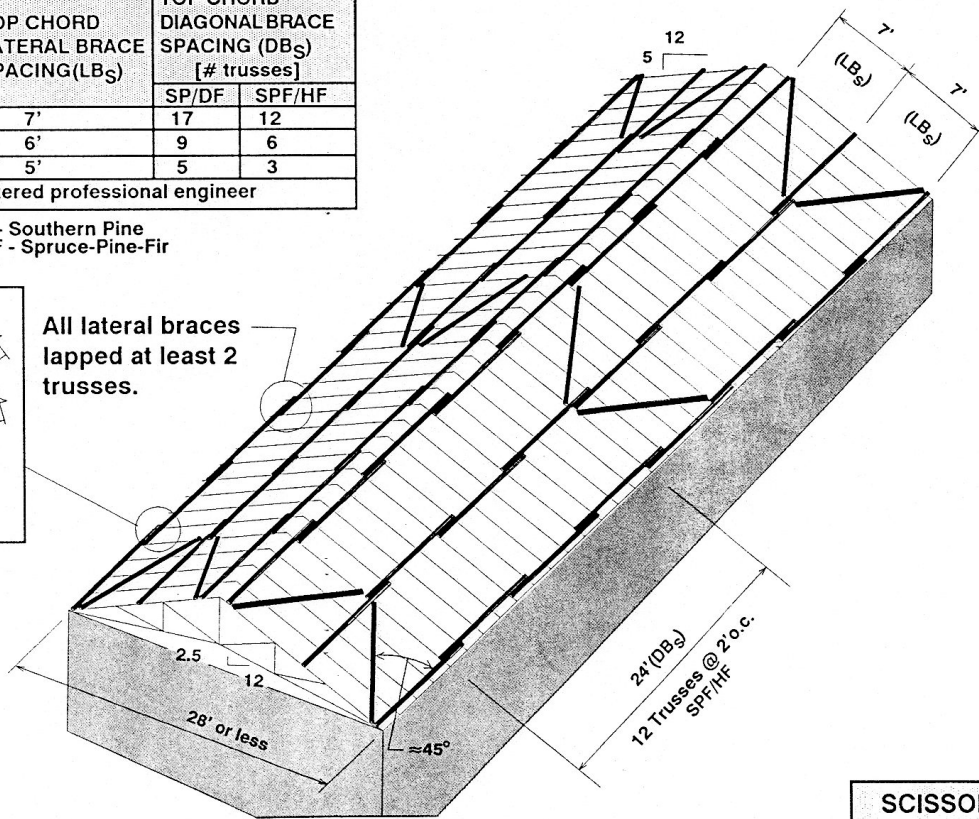 TOP CHORD
DIAGONAL BRACE
SPACING (DBS)
[# trusses]
OP CHORD
ATERAL BRACE
PACING(LBS)
SP/DF SPF/HF
7' 17 12
6' 9 6
5' 5 3
tered professional engineer
- Southern Pine
F - Spruce-Pine-Fir
All lateral braces
lapped at least 2
trusses.
12
5
7'
(LBS)
7'
(LBS)
2.5
12
28' or less
≈45°
24'(DBS)
12 Trusses @ 2'o.c.
SPF/HF
SCISSO